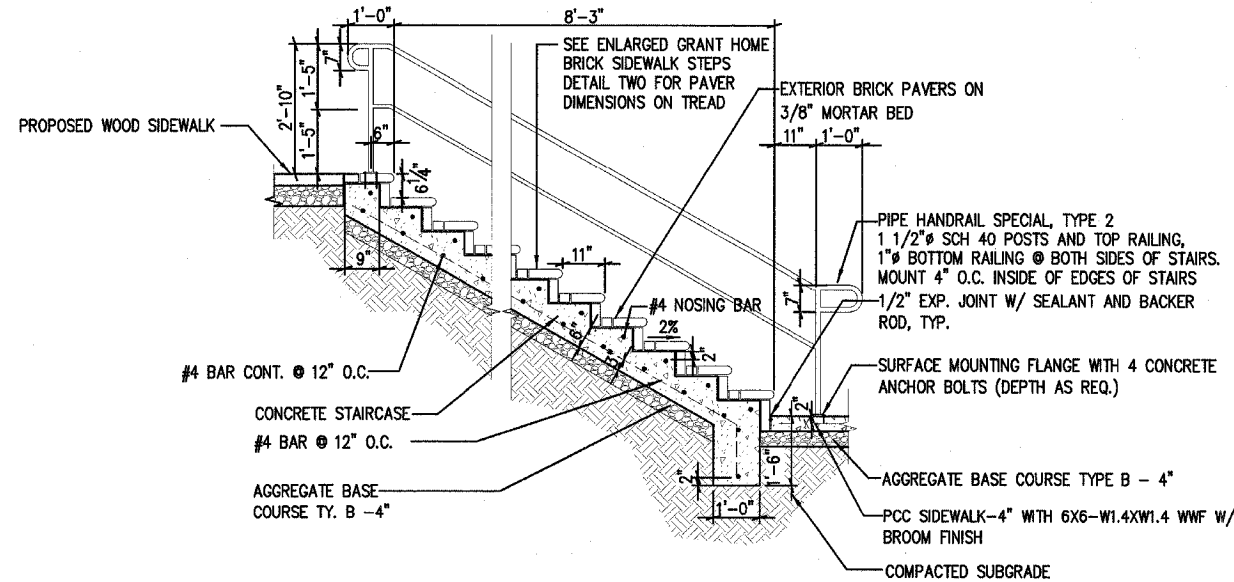 1'-0"
8'-3"
SEE ENLARGED GRANT HOME
BRICK SIDEWALK STEPS
DETAIL TWO FOR PAVER
DIMENSIONS ON TREAD
EXTERIOR BRICK PAVERS ON
3/8" MORTAR BED
7"
1'-5"
2'-10"
1'-5"
PROPOSED WOOD SIDEWALK
6"
6 1/4"
11"
1'-0"
PIPE HANDRAIL SPECIAL, TYPE 2
1 1/2"ø SCH 40 POSTS AND TOP RAILING,
1"ø BOTTOM RAILING @ BOTH SIDES OF STAIRS.
MOUNT 4" O.C. INSIDE OF EDGES OF STAIRS
7"
1/2" EXP. JOINT W/ SEALANT AND BACKER
ROD, TYP.
9"
11"
#4 NOSING BAR
2%
6"
2"
#4 BAR CONT. @ 12" O.C.
SURFACE MOUNTING FLANGE WITH 4 CONCRETE
ANCHOR BOLTS (DEPTH AS REQ.)
2"
CONCRETE STAIRCASE
#4 BAR @ 12" O.C.
AGGREGATE BASE
COURSE TY. B -4"
2"
1'-0"
1'-6"
AGGREGATE BASE COURSE TYPE B - 4"
PCC SIDEWALK-4" WITH 6X6-W1.4XW1.4 WWF W/
BROOM FINISH
COMPACTED SUBGRADE